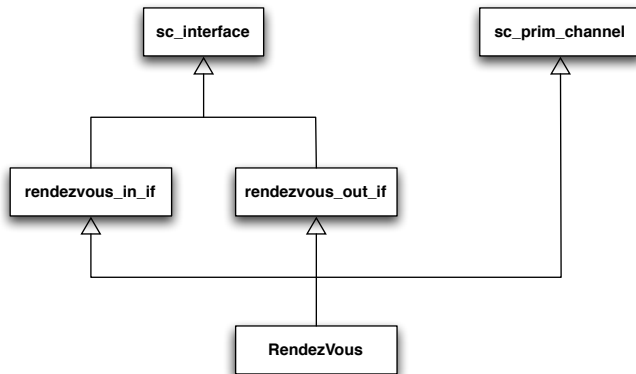 sc_interface
sc_prim_channel
rendezvous_in_if
rendezvous_out_if
RendezVous